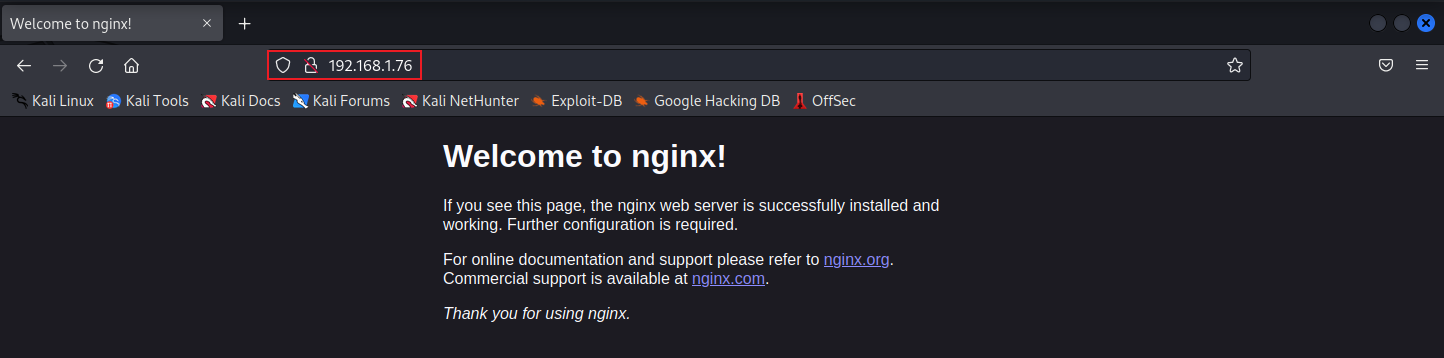 Welcome to nginx!
192.168.1.76
Kali Linux Kali Tools Kali Docs Kali Forums Kali NetHunter Exploit-DB Google Hacking DB OffSec
Welcome to nginx!
If you see this page, the nginx web server is successfully installed and
working. Further configuration is required.
For online documentation and support please refer to nginx.org.
Commercial support is available at nginx.com.
Thank you for using nginx.